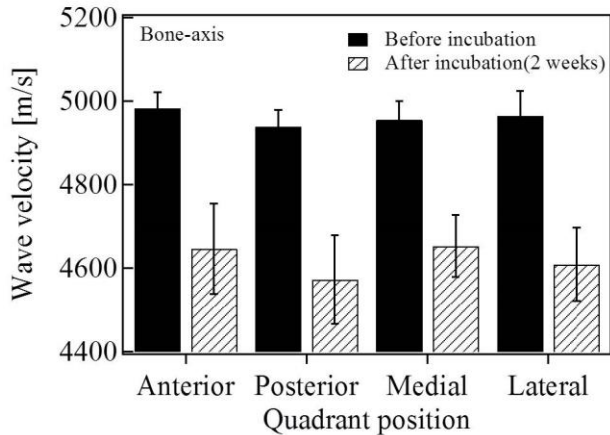 5200
Bone-axis
Before incubation
After incubation(2 weeks)
5000
4800
4600
4400
Wave velocity [m/s]
Anterior Posterior Medial Lateral
Quadrant position